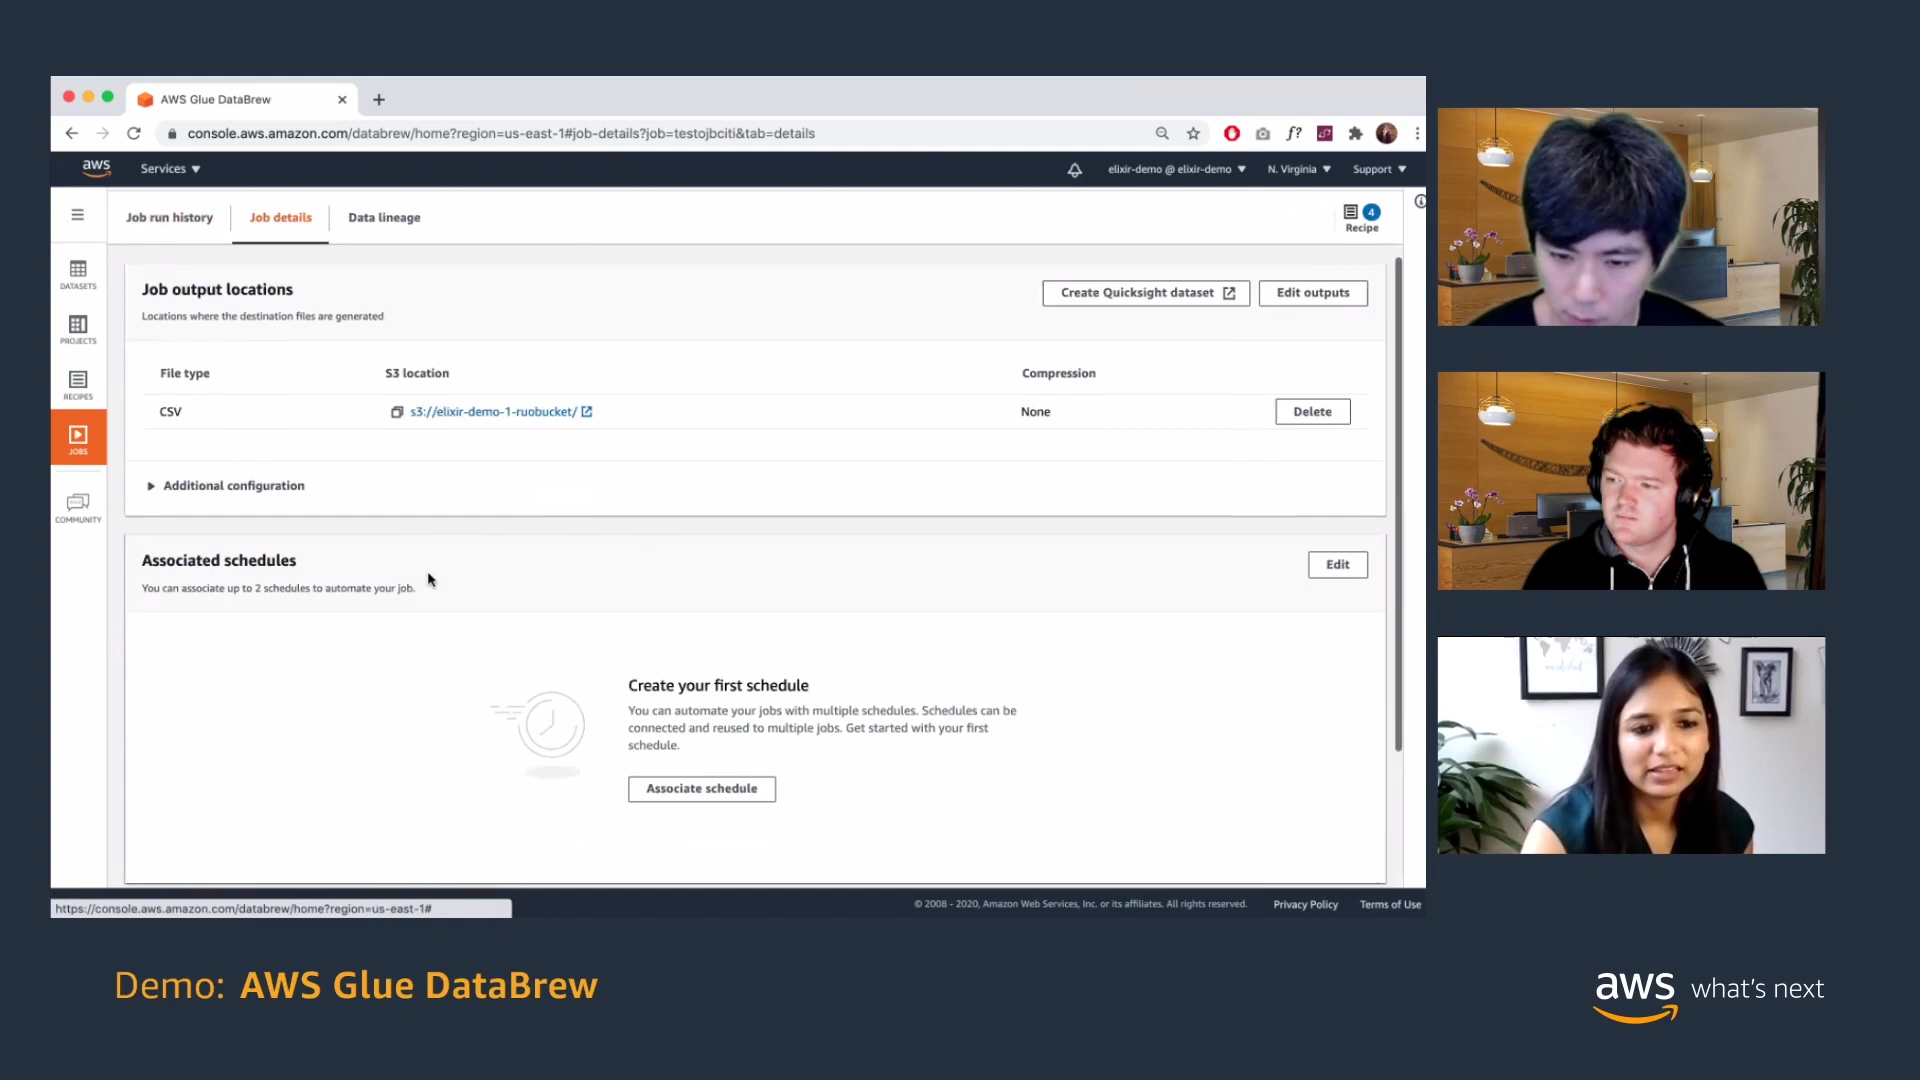 AWS Glue DataBrew
console.aws.amazon.com/databrew/home?region=us-east-1#job-details?job=testojbciti&tab=details
f?
aws
Services
elixir-demo @ elixir-demo
N. Virginia
Support
Job run history
Job details
Data lineage
4
Recipe
DATASETS
PROJECTS
RECIPES
JOBS
COMMUNITY
Job output locations
Locations where the destination files are generated
Create Quicksight dataset
Edit outputs
File type
S3 location
Compression
CSV
s3://elixir-demo-1-ruobucket/
None
Delete
Additional configuration
Associated schedules
You can associate up to 2 schedules to automate your job.
Edit
Create your first schedule
You can automate your jobs with multiple schedules. Schedules can be
connected and reused to multiple jobs. Get started with your first
schedule.
Associate schedule
https://console.aws.amazon.com/databrew/home?region=us-east-1#
© 2008 - 2020, Amazon Web Services, Inc. or its affiliates. All rights reserved.
Privacy Policy
Terms of Use
Demo: AWS Glue DataBrew
aws what's next